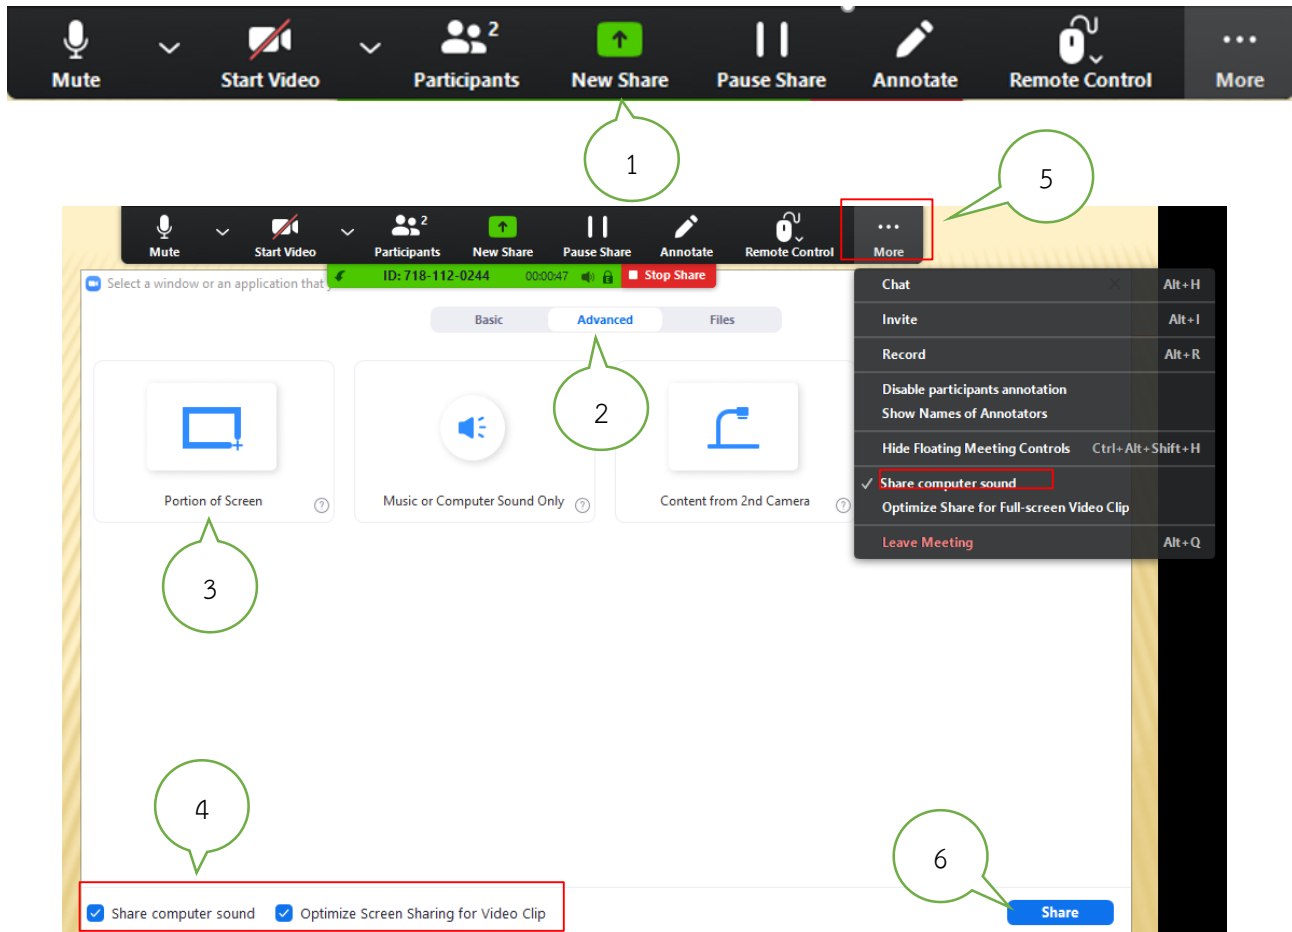 2
Mute Start Video Participants New Share Pause Share Annotate Remote Control More
1
5
2
Mute Start Video Participants New Share Pause Share Annotate Remote Control More
ID: 718-112-0244 00:00:47 Stop Share
Select a window or an application that
Basic Advanced Files
2
Portion of Screen
Music or Computer Sound Only
Content from 2nd Camera
3
Chat Alt+H
Invite Alt+I
Record Alt+R
Disable participants annotation
Show Names of Annotators
Hide Floating Meeting Controls Ctrl+Alt+Shift+H
Share computer sound
Optimize Share for Full-screen Video Clip
Leave Meeting Alt+Q
4
6
Share computer sound Optimize Screen Sharing for Video Clip
Share